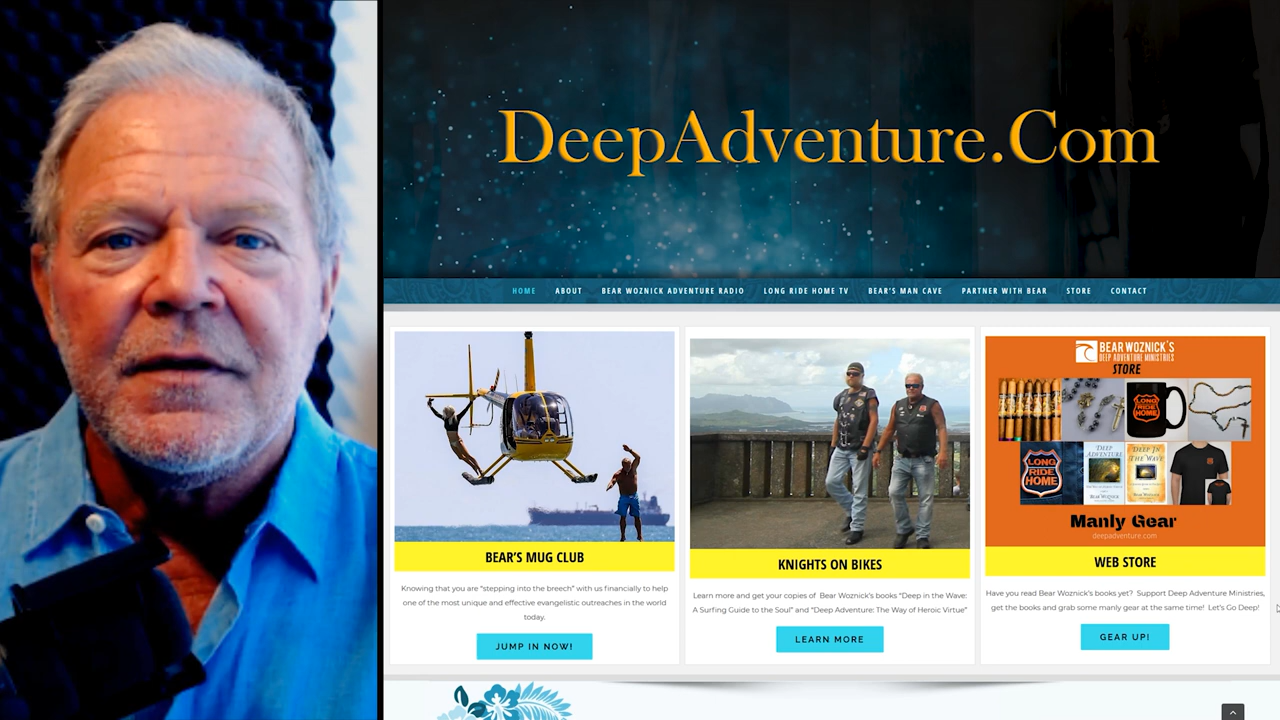 DeepAdventure.Com
HOME ABOUT BEAR WOZNICK ADVENTURE RADIO LONG RIDE HOME TV BEAR'S MAN CAVE PARTNER WITH BEAR STORE CONTACT
BEAR'S MUG CLUB
Knowing that you are "stepping into the breech" with us financially to help
one of the most unique and effective evangelistic outreaches in the world
today.
JUMP IN NOW!
KNIGHTS ON BIKES
Learn more and get your copies of Bear Woznick's books "Deep in the Wave:
A Surfing Guide to the Soul" and "Deep Adventure: The Way of Heroic Virtue"
LEARN MORE
BEAR WOZNICK'S
DEEP ADVENTURE MINISTRIES
STORE
LONG
RIDE
HOME
LONG
RIDE
HOME
DEEP
ADVENTURE
BEAR WOZNICK
DEEP IN
THE WAVE
BEAR WOZNICK
Manly Gear
deepadventure.com
WEB STORE
Have you read Bear Woznick's books yet? Support Deep Adventure Ministries,
get the books and grab some manly gear at the same time! Let's Go Deep!
GEAR UP!